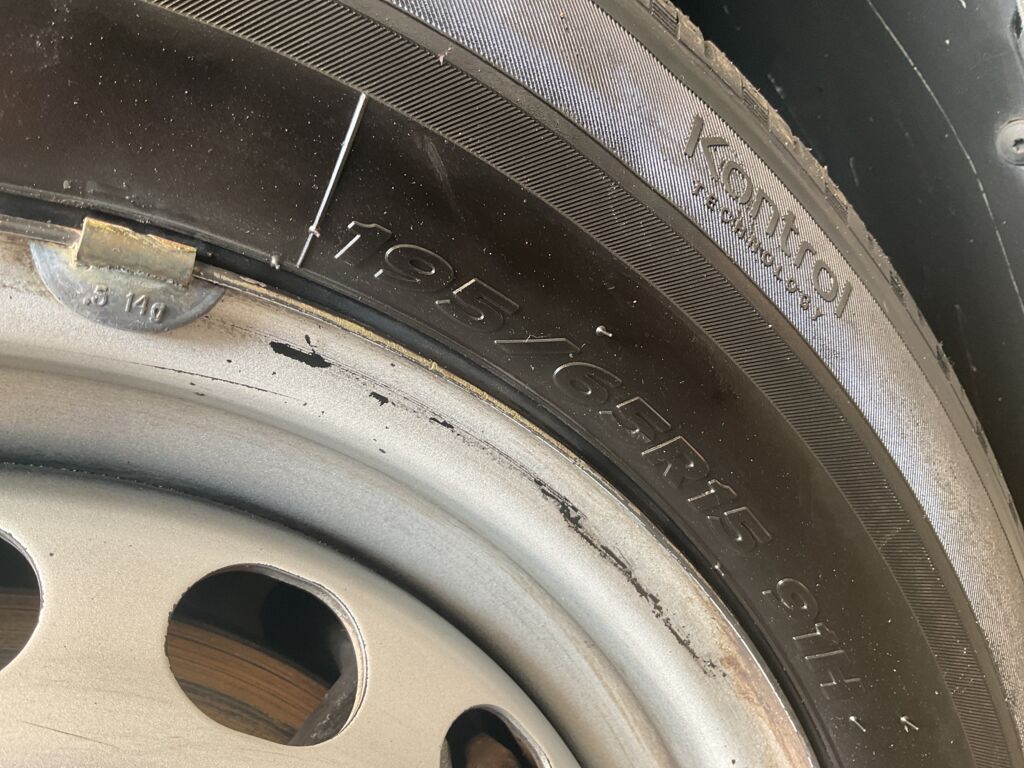 Kontrol
TECHNOLOGY
195/65R15 91H
.5 14g